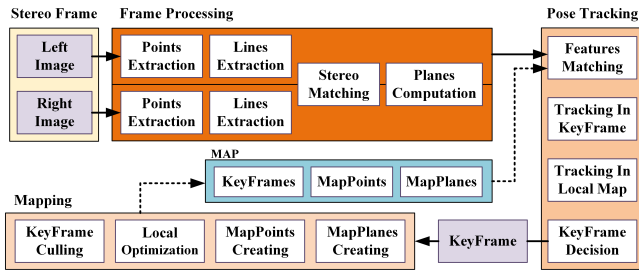 Stereo Frame
Frame Processing
Pose Tracking
Left
Image
Points
Extraction
Lines
Extraction
Right
Image
Points
Extraction
Lines
Extraction
Stereo
Matching
Planes
Computation
Features
Matching
Tracking In
KeyFrame
Tracking In
Local Map
KeyFrame
Decision
MAP
KeyFrames
MapPoints
MapPlanes
Mapping
KeyFrame
Culling
Local
Optimization
MapPoints
Creating
MapPlanes
Creating
KeyFrame